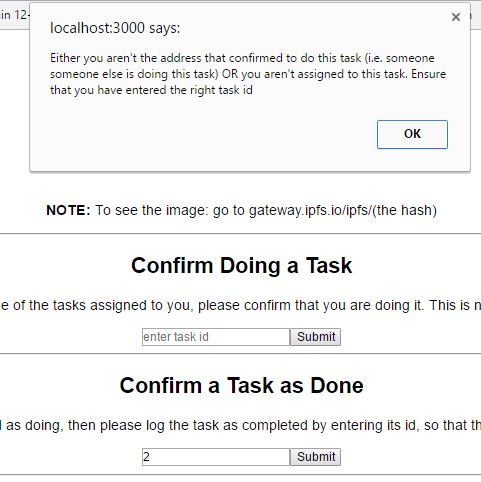 in 12-
localhost:3000 says:
Either you aren't the address that confirmed to do this task (i.e. someone
someone else is doing this task) OR you aren't assigned to this task. Ensure
that you have entered the right task id
OK
NOTE: To see the image: go to gateway.ipfs.io/ipfs/(the hash)
Confirm Doing a Task
e of the tasks assigned to you, please confirm that you are doing it. This is n
enter task id Submit
Confirm a Task as Done
l as doing, then please log the task as completed by entering its id, so that th
2 Submit